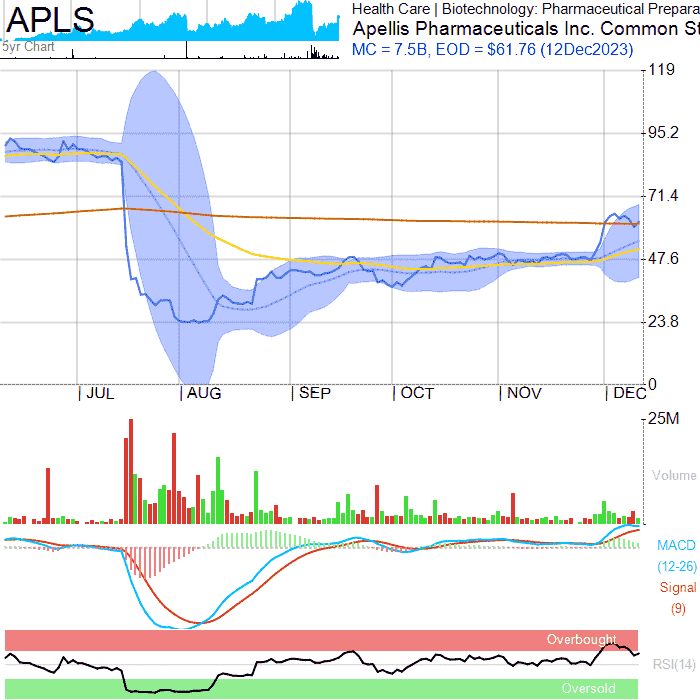 APLS
5yr Chart
Health Care | Biotechnology: Pharmaceutical Prepara
Apellis Pharmaceuticals Inc. Common St
MC = 7.5B, EOD = $61.76 (12Dec2023)
119
95.2
71.4
47.6
23.8
0
JUL AUG SEP OCT NOV DEC
25M
Volume
MACD
(12-26)
Signal
(9)
Overbought
RSI(14)
Oversold